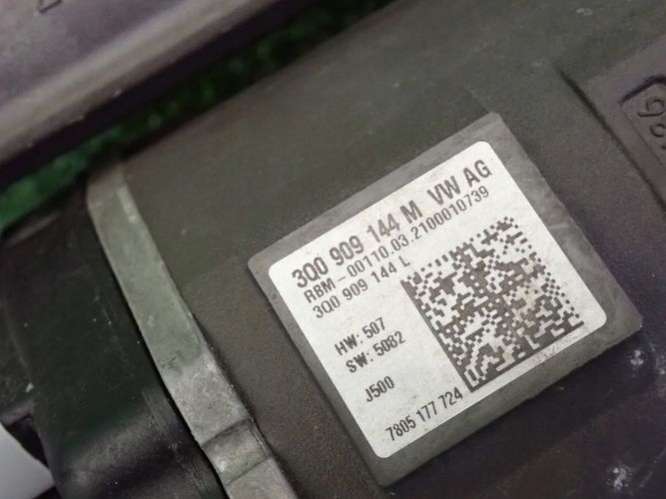 3Q0 909 144 M VW AG
RBM-00110.03.2100010739
3Q0 909 144 L
HW: 507
SW: 5082
J500
7805 177 724